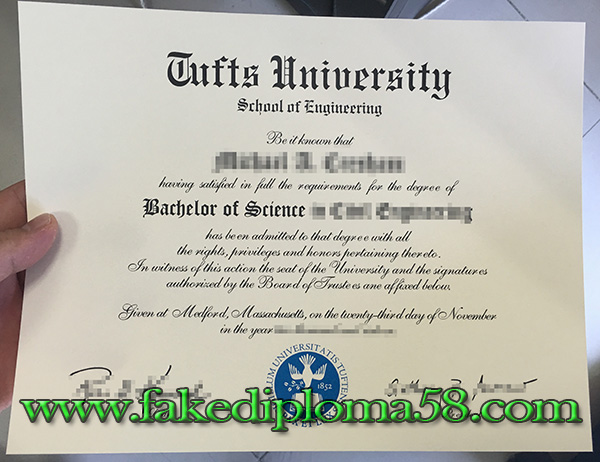 Tufts University
School of Engineering
Be it known that
having satisfied in full the requirements for the degree of
Bachelor of Science
has been admitted to that degree with all
the rights, privileges and honors pertaining thereto.
In witness of this action the seal of the University and the signatures
authorized by the Board of Trustees are affixed below.
Given at Medford, Massachusetts, on the twenty-third day of November
in the year
UNIVERSITATIS
1852
www.fakediploma58.com